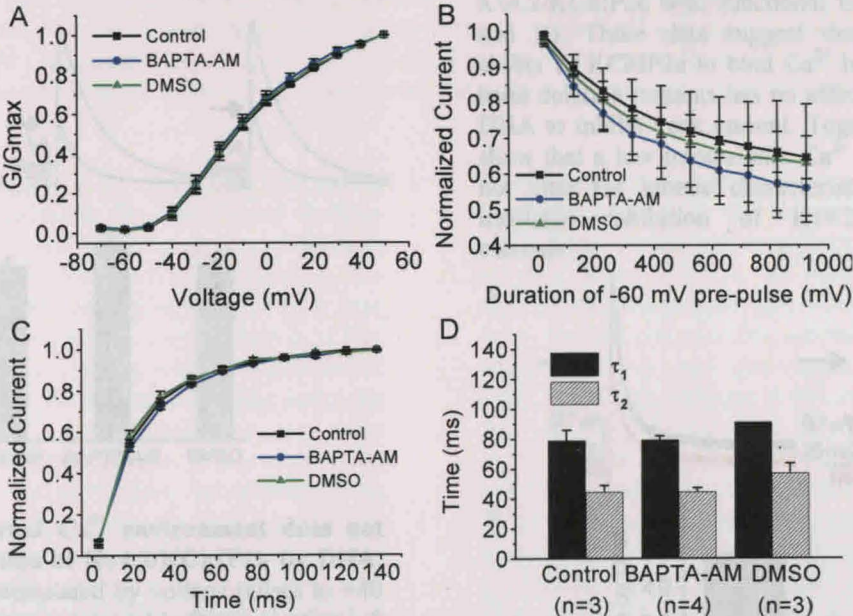 A
Control
BAPTA-AM
DMSO
1.0
0.8
0.6
0.4
0.2
0.0
G/Gmax
-80 -60 -40 -20 0 20 40 60
Voltage (mV)
B
1.0
0.9
0.8
0.7
0.6
0.5
0.4
Normalized Current
Control
BAPTA-AM
DMSO
0 200 400 600 800 1000
Duration of -60 mV pre-pulse (mV)
C
1.0
0.8
0.6
0.4
0.2
0.0
Normalized Current
Control
BAPTA-AM
DMSO
0 20 40 60 80 100 120 140
Time (ms)
D
140
120
100
80
60
40
20
0
Time (ms)
τ1
τ2
Control BAPTA-AM DMSO
(n=3) (n=4) (n=3)